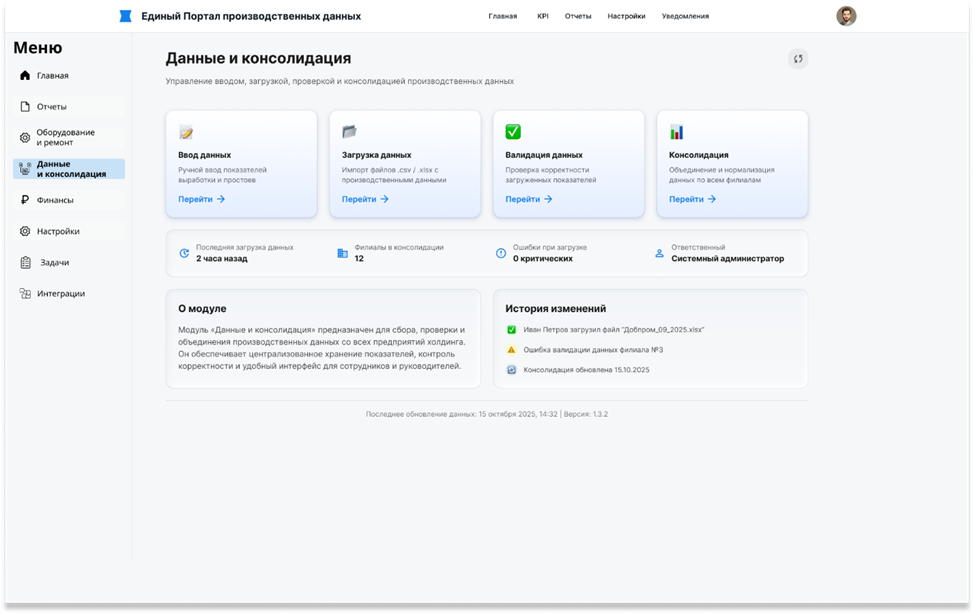 Единый Портал производственных данных
Главная
KPI
Отчеты
Настройки
Уведомления
Меню
Главная
Отчеты
Оборудование
и ремонт
Данные
и консолидация
Финансы
Настройки
Задачи
Интеграции
Данные и консолидация
Управление вводом, загрузкой, проверкой и консолидацией производственных данных
Ввод данных
Ручной ввод показателей
выработки и простоев
Перейти →
Загрузка данных
Импорт файлов .csv / .xlsx с
производственными данными
Перейти →
Валидация данных
Проверка корректности
загруженных показателей
Перейти →
Консолидация
Объединение и нормализация
данных по всем филиалам
Перейти →
Последняя загрузка данных
2 часа назад
Филиалы в консолидации
12
Ошибки при загрузке
0 критических
Ответственный
Системный администратор
О модуле
Модуль «Данные и консолидация» предназначен для сбора, проверки и
объединения производственных данных со всех предприятий холдинга.
Он обеспечивает централизованное хранение показателей, контроль
корректности и удобный интерфейс для сотрудников и руководителей.
История изменений
Иван Петров загрузил файл "Добпром_09_2025.xlsx"
Ошибка валидации данных филиала №3
Консолидация обновлена 15.10.2025
Последнее обновление данных: 15 октября 2025, 14:32 | Версия: 1.3.2